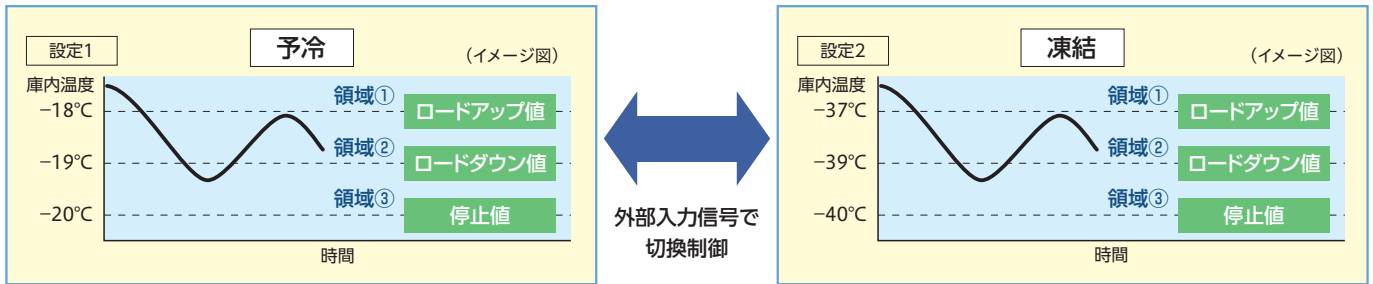 設定1
予冷
(イメージ図)
庫内温度
領域①
−18℃
ロードアップ値
領域②
−19℃
ロードダウン値
領域③
−20℃
停止値
時間
外部入力信号で
切換制御
設定2
凍結
(イメージ図)
庫内温度
領域①
−37℃
ロードアップ値
領域②
−39℃
ロードダウン値
領域③
−40℃
停止値
時間